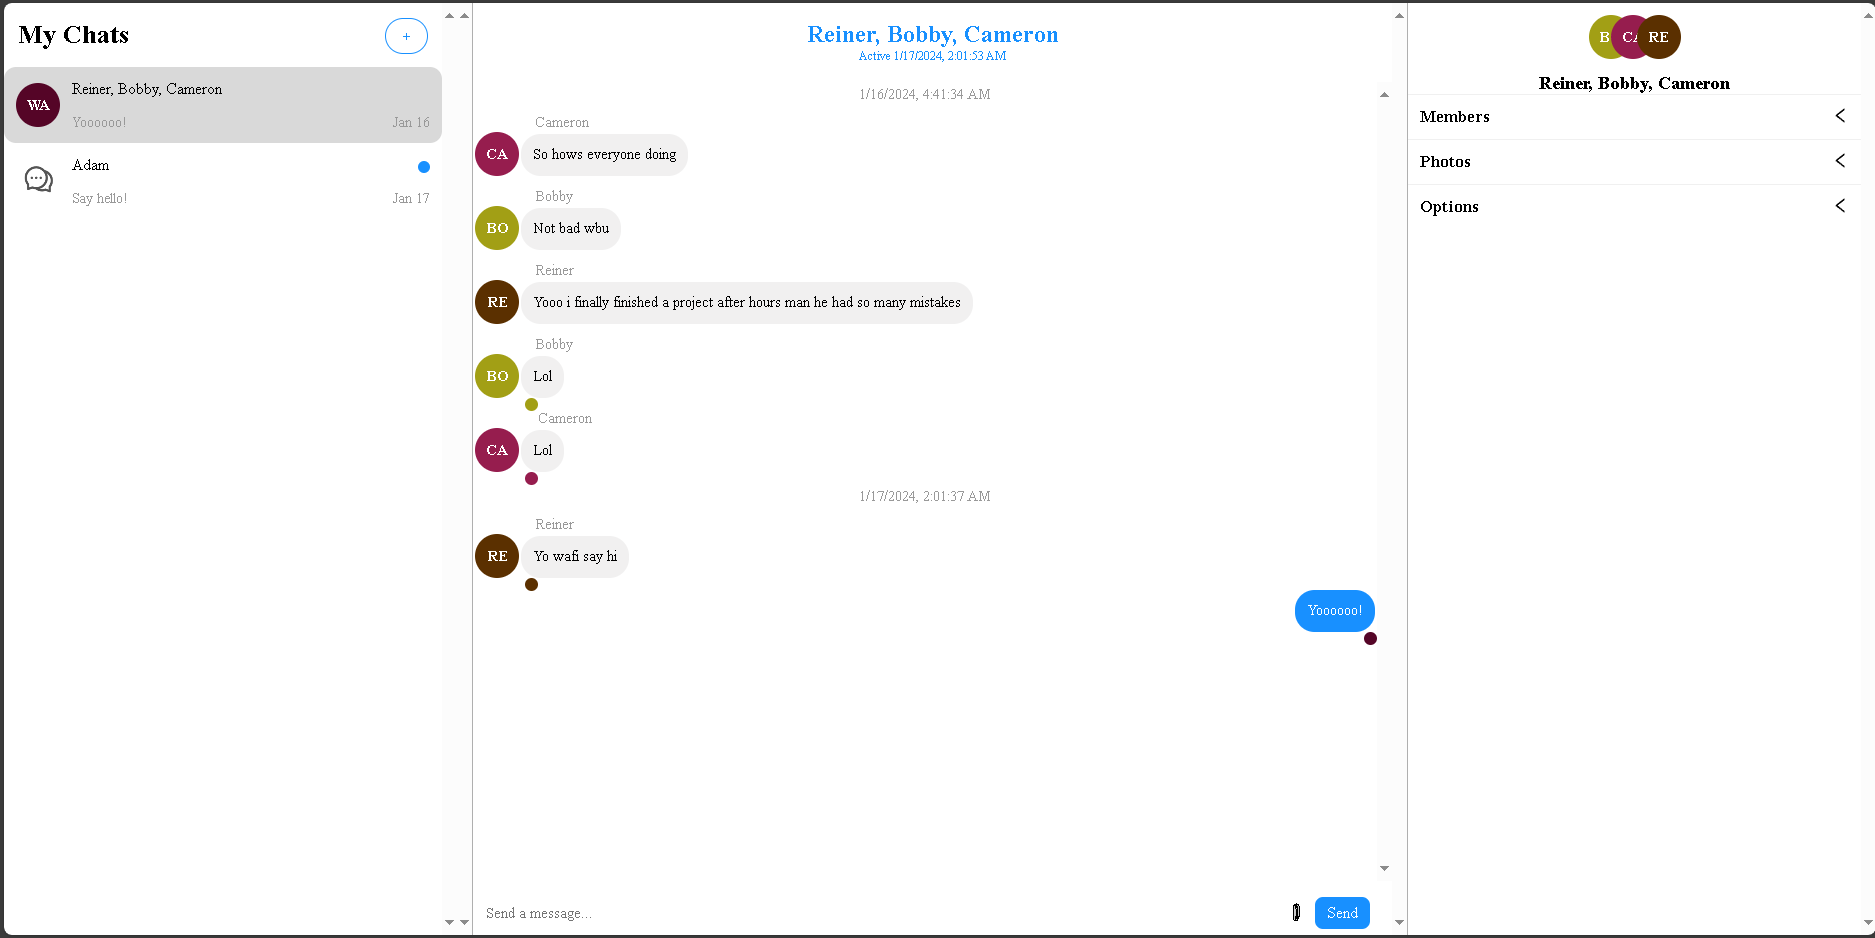 My Chats
+
WA
Reiner, Bobby, Cameron
Yoooooo!
Jan 16
Adam
Say hello!
Jan 17
Reiner, Bobby, Cameron
Active 1/17/2024, 2:01:53 AM
1/16/2024, 4:41:34 AM
Cameron
CA
So hows everyone doing
Bobby
BO
Not bad wbu
Reiner
RE
Yooo i finally finished a project after hours man he had so many mistakes
Bobby
BO
Lol
Cameron
CA
Lol
1/17/2024, 2:01:37 AM
Reiner
RE
Yo wafi say hi
Yoooooo!
Send a message...
Send
B
CA
RE
Reiner, Bobby, Cameron
Members
Photos
Options